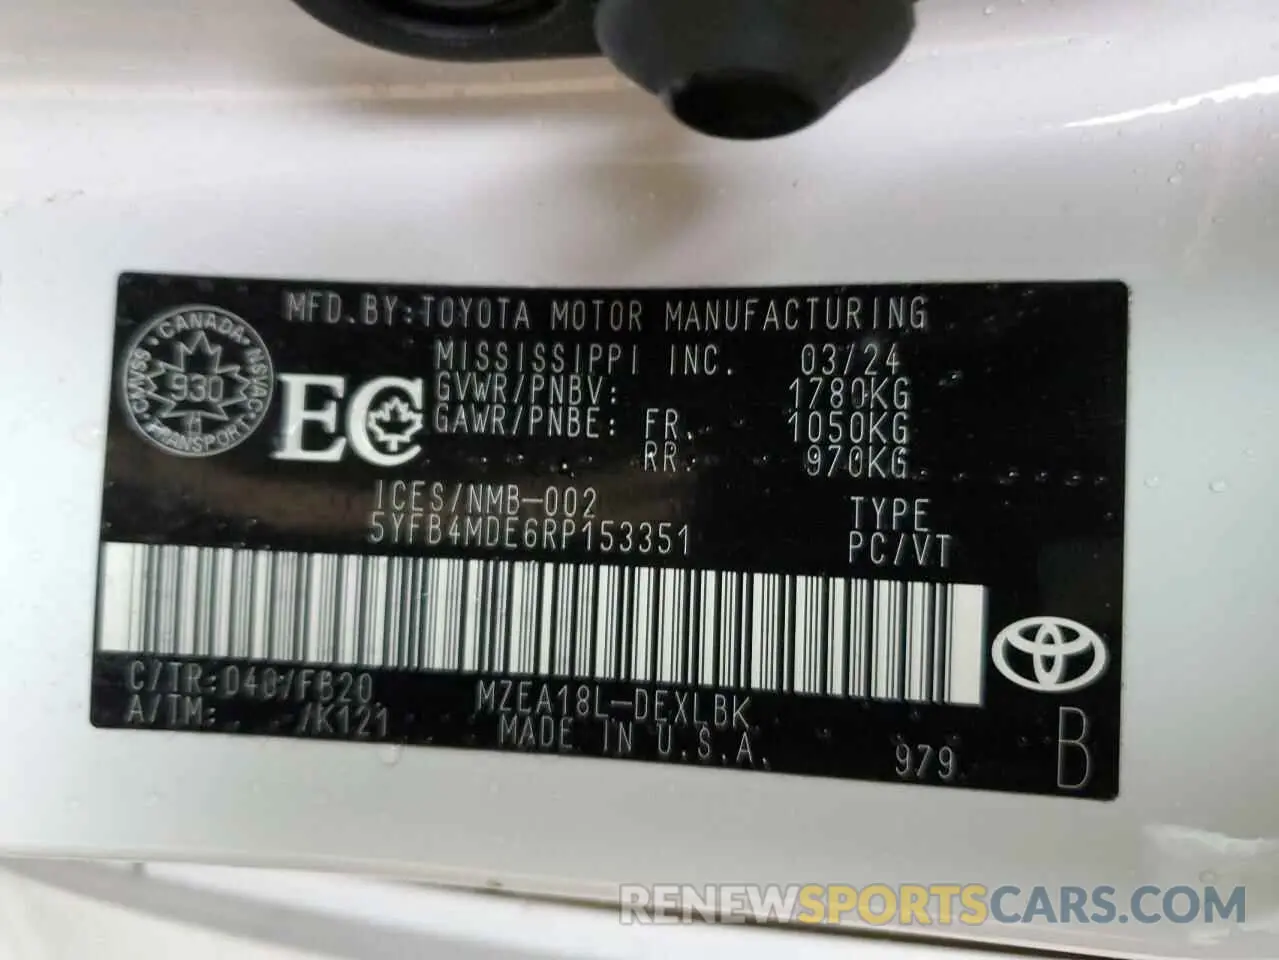 MFD.BY:TOYOTA MOTOR MANUFACTURING
MISSISSIPPI INC. 03/24
GVWR/PNBV: 1780KG
GAWR/PNBE: FR. 1050KG
RR. 970KG
CANADA
930
TRANSPORT
EC
ICES/NMB-002 TYPE
5YFB4MDE6RP153351 PC/VT
C/TR:040/FB20
A/TM: /K121
MZEA18L-DEXLBK
MADE IN U.S.A.
979
B
RENEWSPORTSCARS.COM